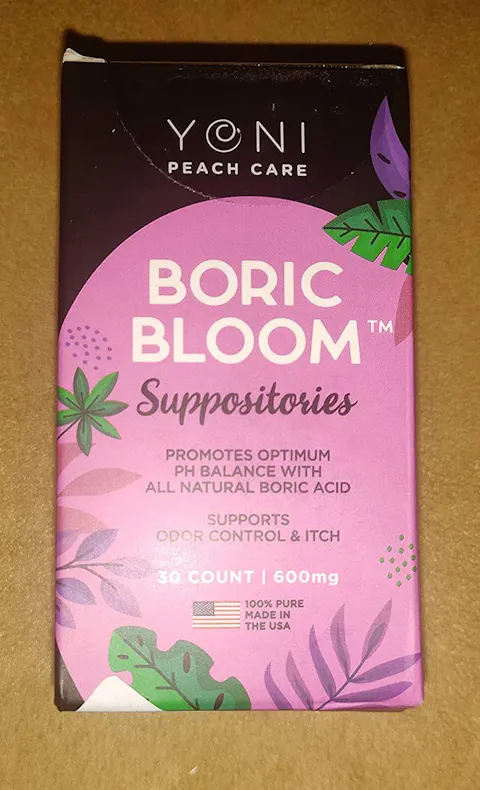 YONI
PEACH CARE
BORIC
BLOOM™
Suppositories
PROMOTES OPTIMUM
PH BALANCE WITH
ALL NATURAL BORIC ACID
SUPPORTS
ODOR CONTROL & ITCH
30 COUNT | 600mg
100% PURE
MADE IN
THE USA